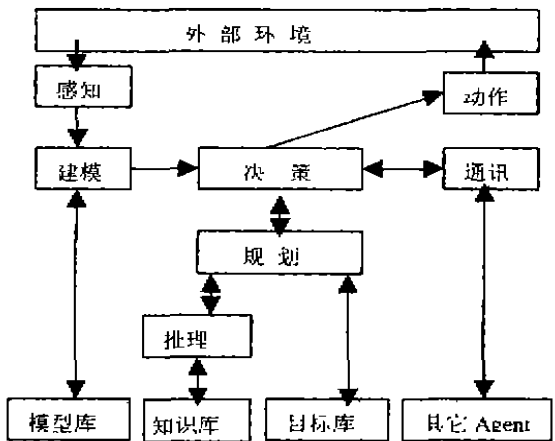 外部环境
感知
动作
建模
决策
通讯
规划
推理
模型库
知识库
目标库
其它 Agent